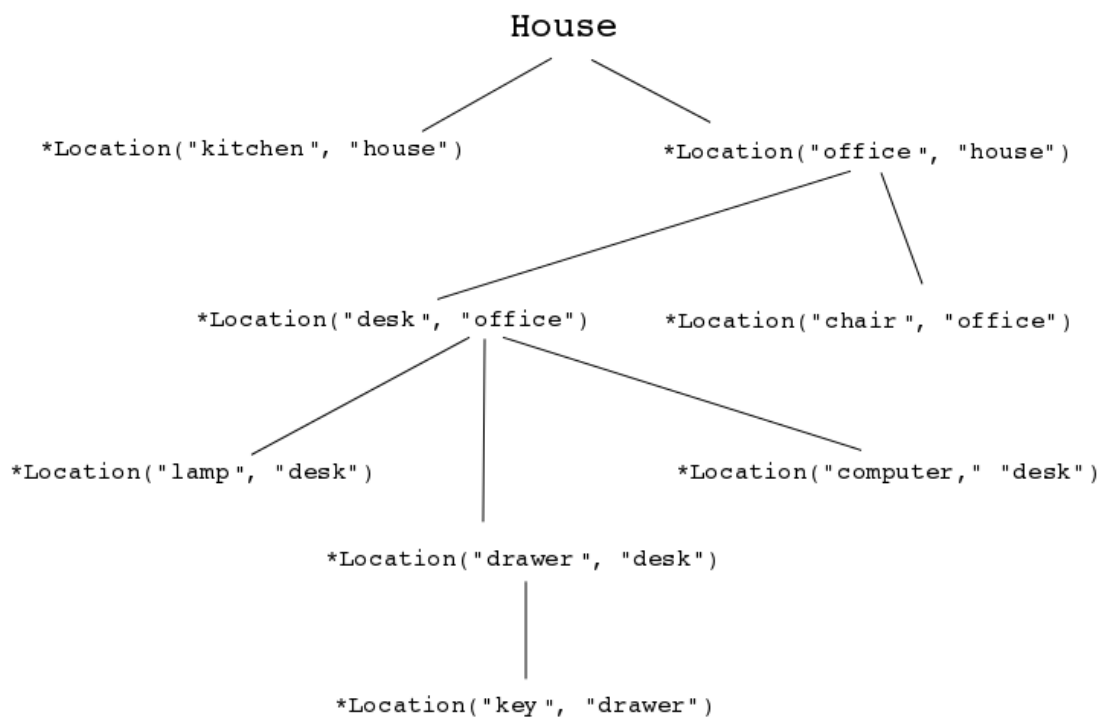 House
*Location("kitchen", "house")
*Location("office", "house")
*Location("desk", "office")
*Location("chair", "office")
*Location("lamp", "desk")
*Location("computer," "desk")
*Location("drawer", "desk")
*Location("key", "drawer")